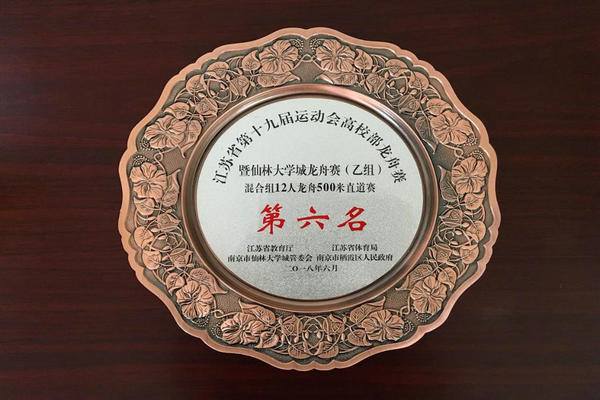 江苏省第十九届运动会高校部龙舟赛
暨仙林大学城龙舟赛（乙组）
混合组12人龙舟500米直道赛
第六名
江苏省教育厅 江苏省体育局
南京市仙林大学城管委会 南京市栖霞区人民政府
二〇一八年六月